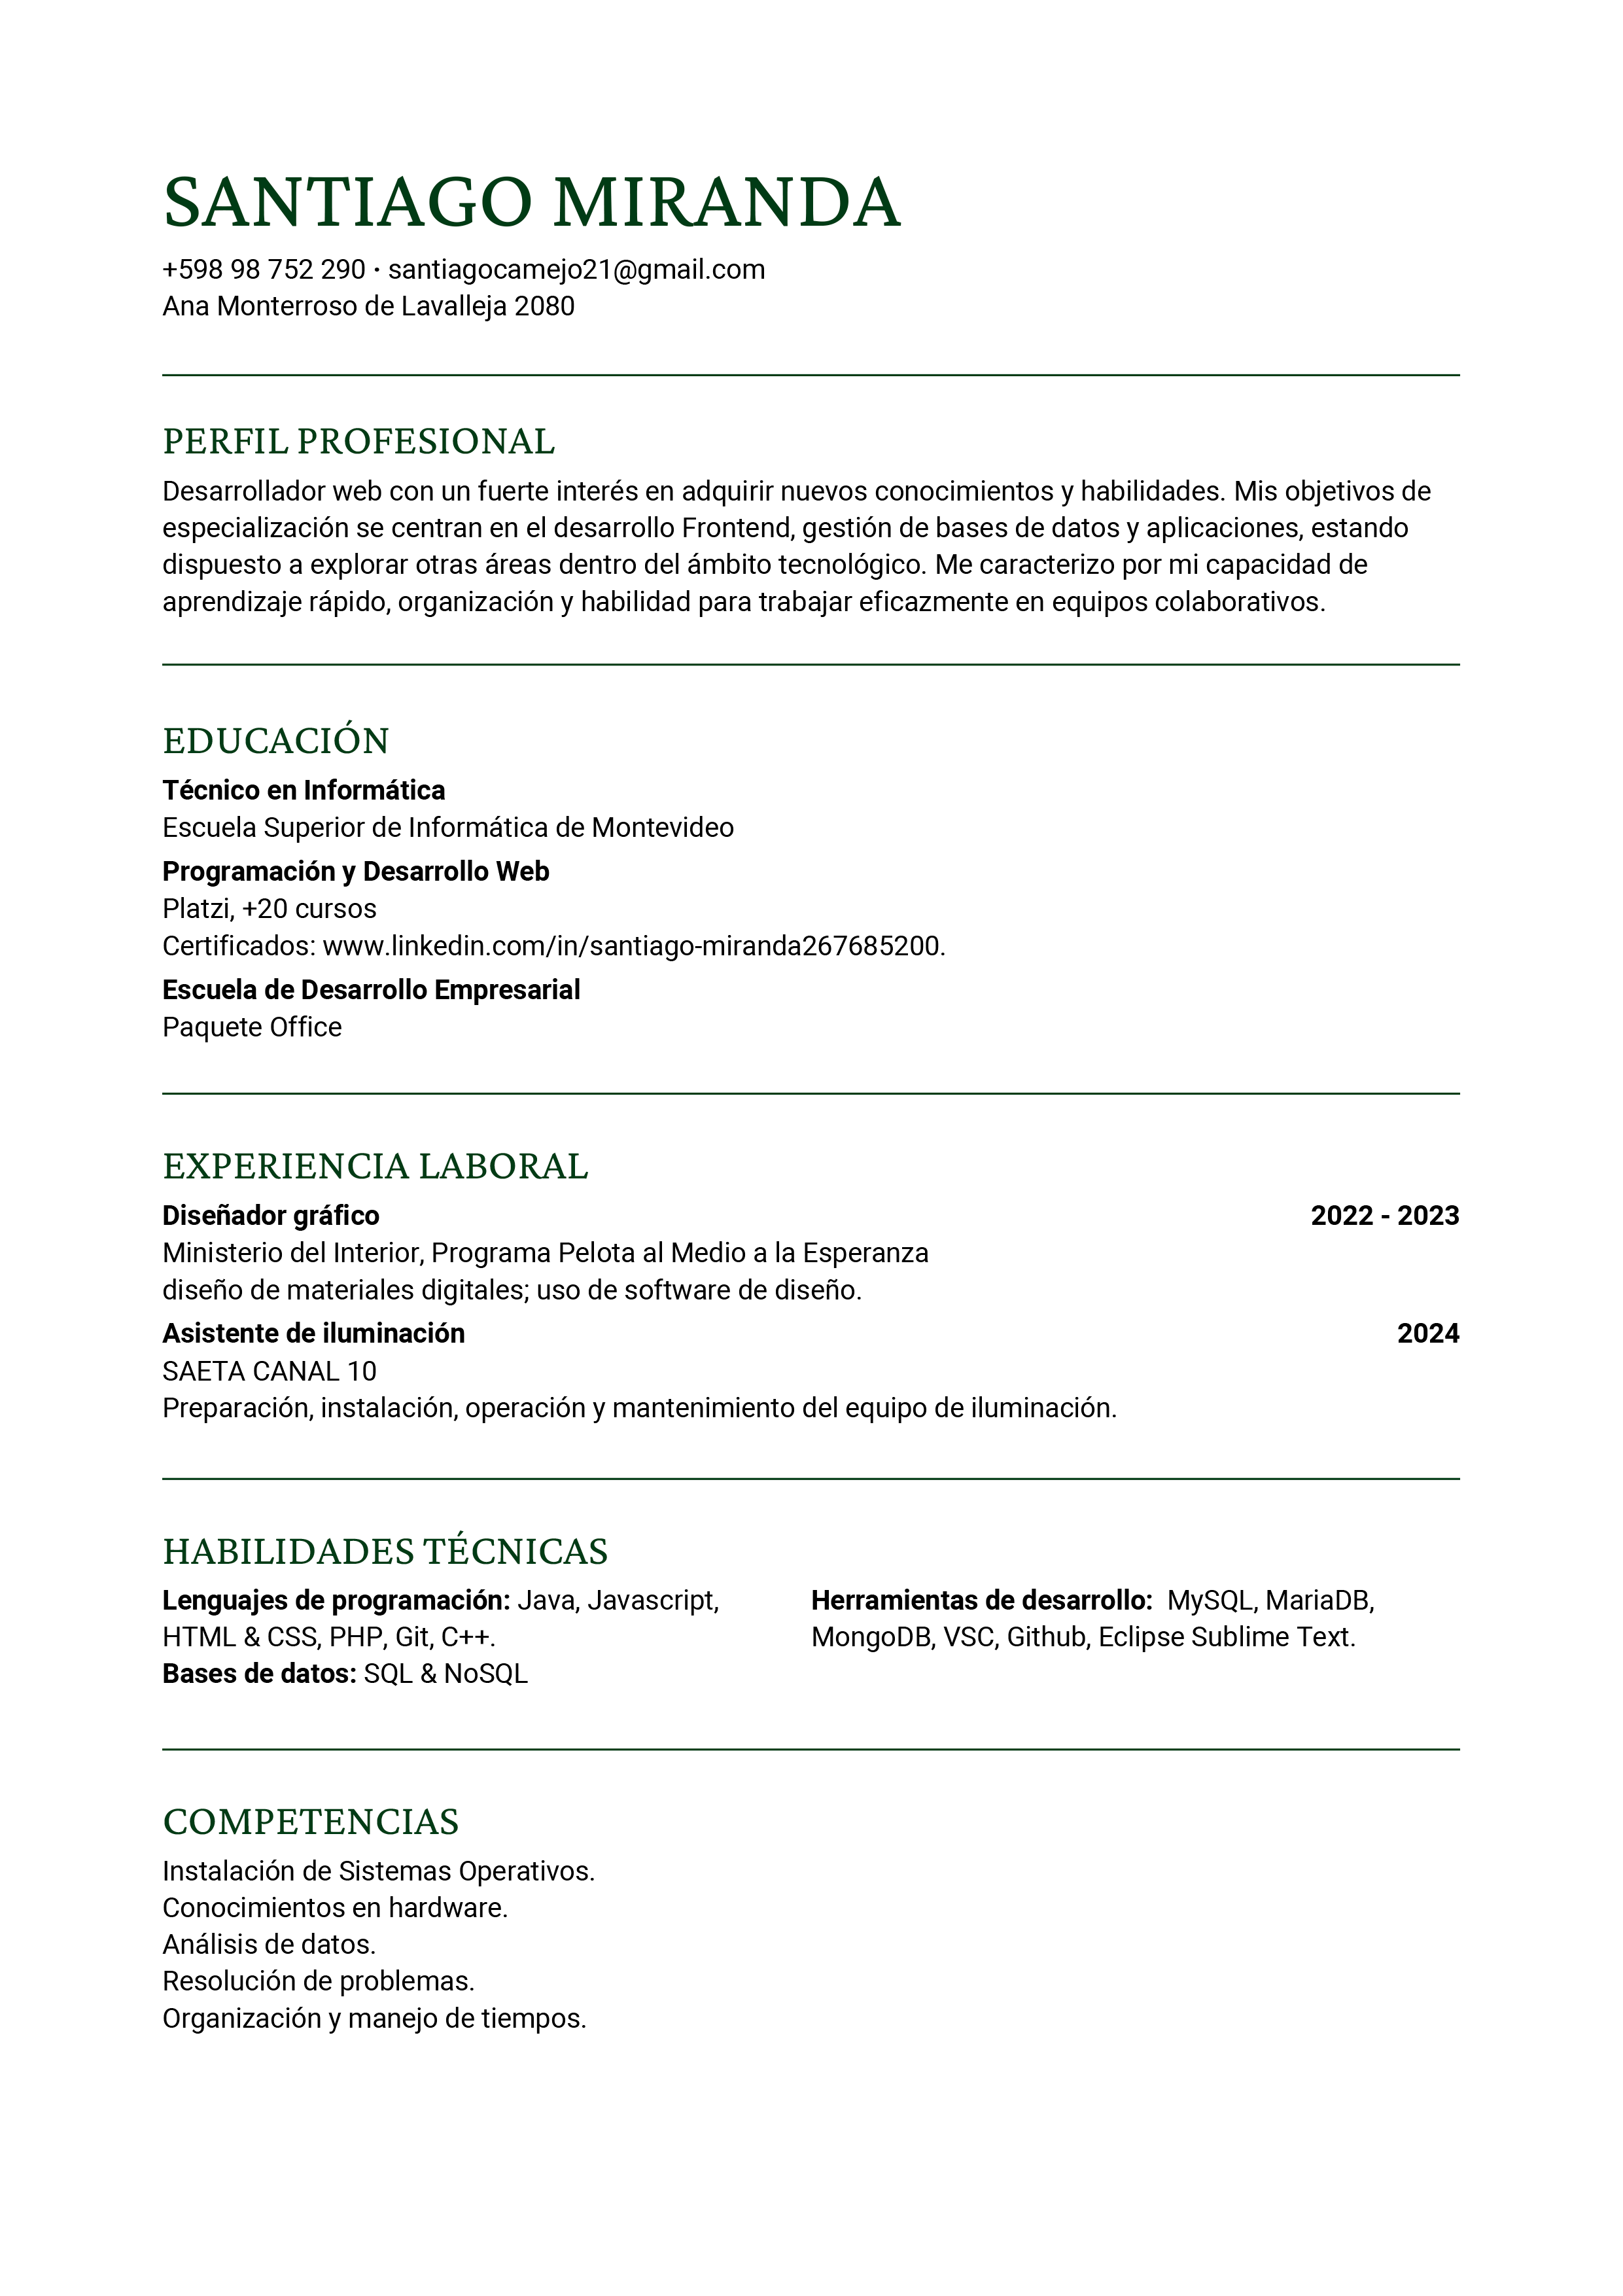 SANTIAGO MIRANDA
+598 98 752 290 · santiagocamejo21@gmail.com
Ana Monterroso de Lavalleja 2080
PERFIL PROFESIONAL
Desarrollador web con un fuerte interés en adquirir nuevos conocimientos y habilidades. Mis objetivos de
especialización se centran en el desarrollo Frontend, gestión de bases de datos y aplicaciones, estando
dispuesto a explorar otras áreas dentro del ámbito tecnológico. Me caracterizo por mi capacidad de
aprendizaje rápido, organización y habilidad para trabajar eficazmente en equipos colaborativos.
EDUCACIÓN
Técnico en Informática
Escuela Superior de Informática de Montevideo
Programación y Desarrollo Web
Platzi, +20 cursos
Certificados: www.linkedin.com/in/santiago-miranda267685200.
Escuela de Desarrollo Empresarial
Paquete Office
EXPERIENCIA LABORAL
Diseñador gráfico 2022 - 2023
Ministerio del Interior, Programa Pelota al Medio a la Esperanza
diseño de materiales digitales; uso de software de diseño.
Asistente de iluminación 2024
SAETA CANAL 10
Preparación, instalación, operación y mantenimiento del equipo de iluminación.
HABILIDADES TÉCNICAS
Lenguajes de programación: Java, Javascript,
HTML & CSS, PHP, Git, C++.
Bases de datos: SQL & NoSQL
Herramientas de desarrollo:  MySQL, MariaDB,
MongoDB, VSC, Github, Eclipse Sublime Text.
COMPETENCIAS
Instalación de Sistemas Operativos.
Conocimientos en hardware.
Análisis de datos.
Resolución de problemas.
Organización y manejo de tiempos.